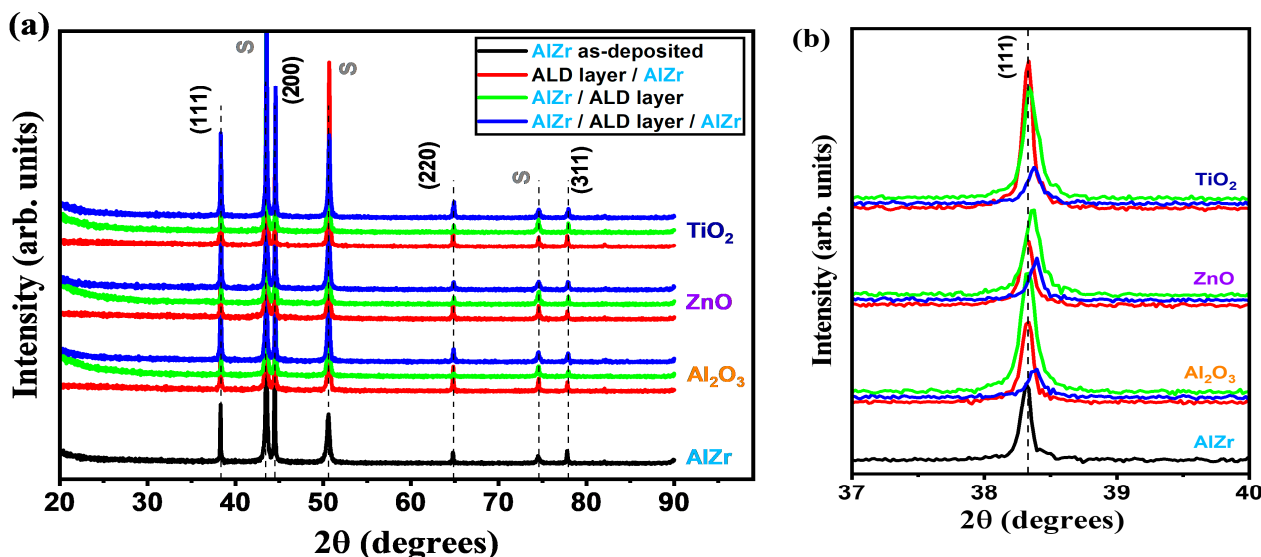 (a)
S
(200)
S
(111)
(220)
S
(311)
AlZr as-deposited
ALD layer / AlZr
AlZr / ALD layer
AlZr / ALD layer / AlZr
TiO₂
ZnO
Al₂O₃
AlZr
Intensity (arb. units)
20 30 40 50 60 70 80 90
2θ (degrees)
(b)
(111)
TiO₂
ZnO
Al₂O₃
AlZr
Intensity (arb. units)
37 38 39 40
2θ (degrees)